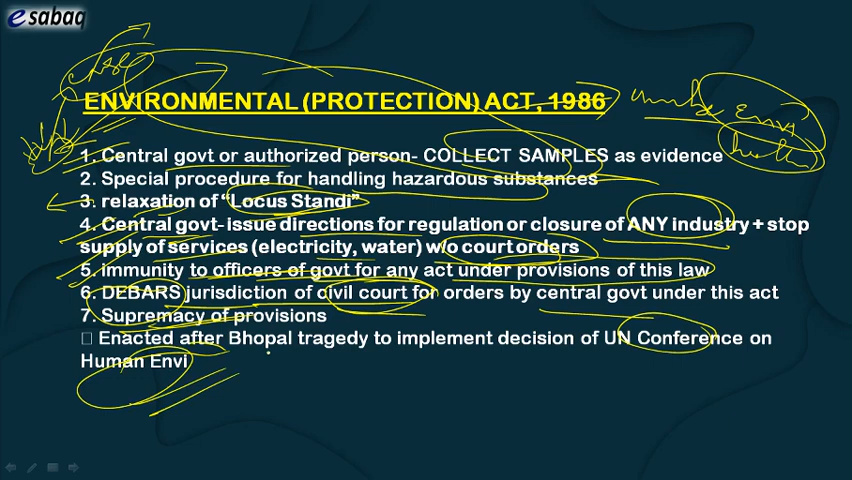 esabaq
ENVIRONMENTAL (PROTECTION) ACT, 1986
1. Central govt or authorized person- COLLECT SAMPLES as evidence
2. Special procedure for handling hazardous substances
3. relaxation of “Locus Standi”
4. Central govt- issue directions for regulation or closure of ANY industry + stop
supply of services (electricity, water) w/o court orders
5. Immunity to officers of govt for any act under provisions of this law
6. DEBARS jurisdiction of civil court for orders by central govt under this act
7. Supremacy of provisions
Enacted after Bhopal tragedy to implement decision of UN Conference on
Human Envi